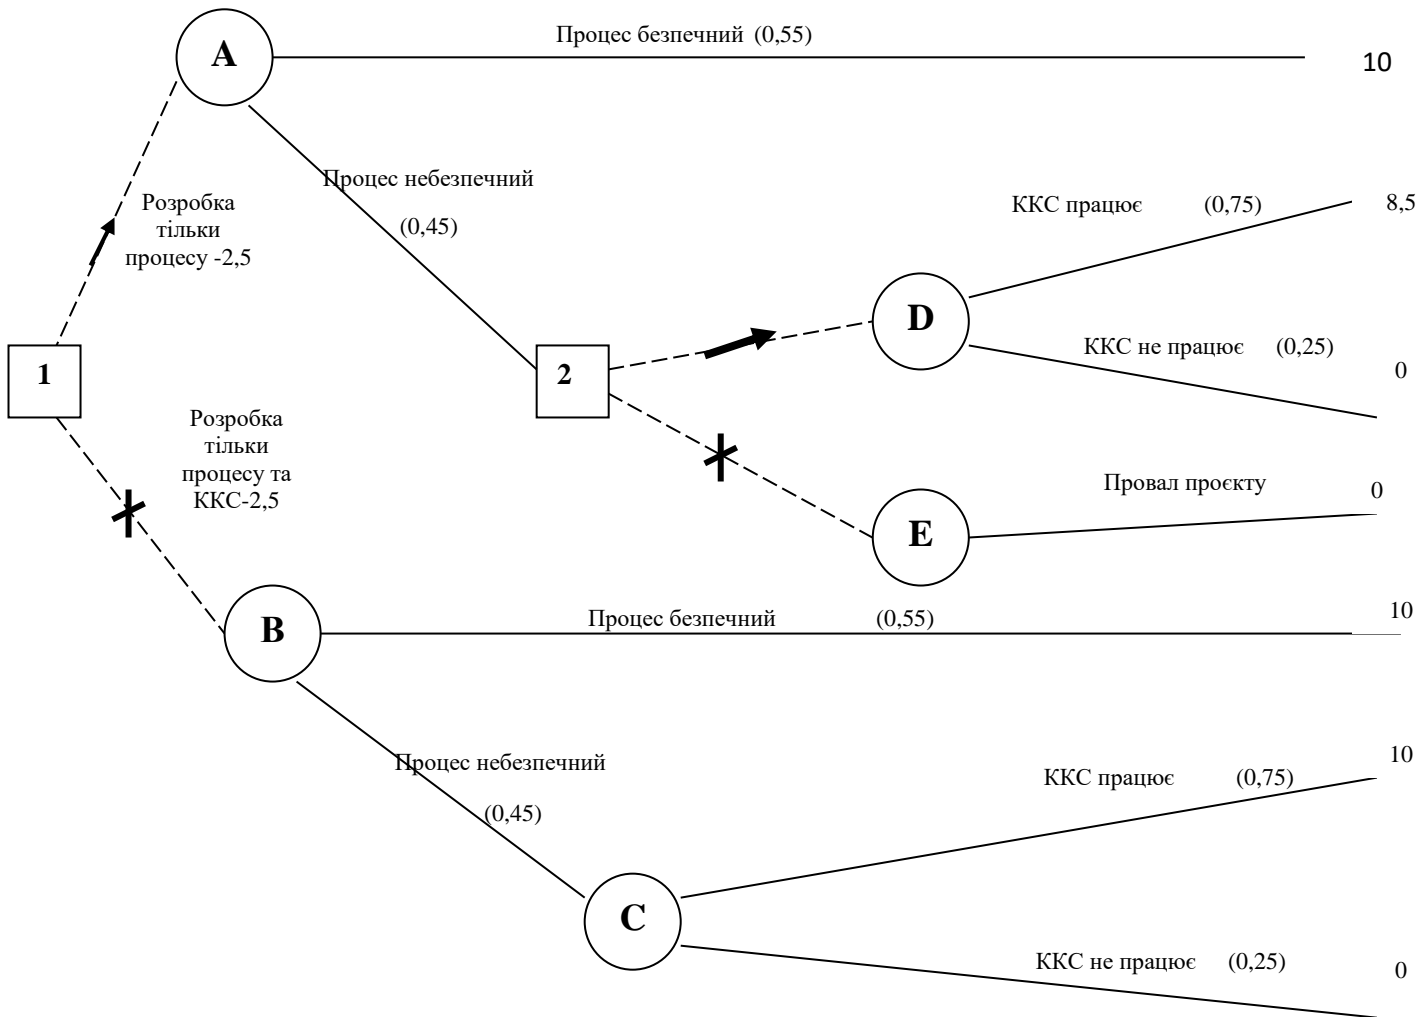 Процес безпечний (0,55)
А
10
Процес небезпечний
(0,45)
Розробка
тільки
процесу -2,5
ККС працює (0,75)
8,5
D
ККС не працює (0,25)
0
1
2
Розробка
тільки
процесу та
ККС-2,5
Провал проєкту
0
E
B
Процес безпечний (0,55)
10
Процес небезпечний
(0,45)
ККС працює (0,75)
10
C
ККС не працює (0,25)
0